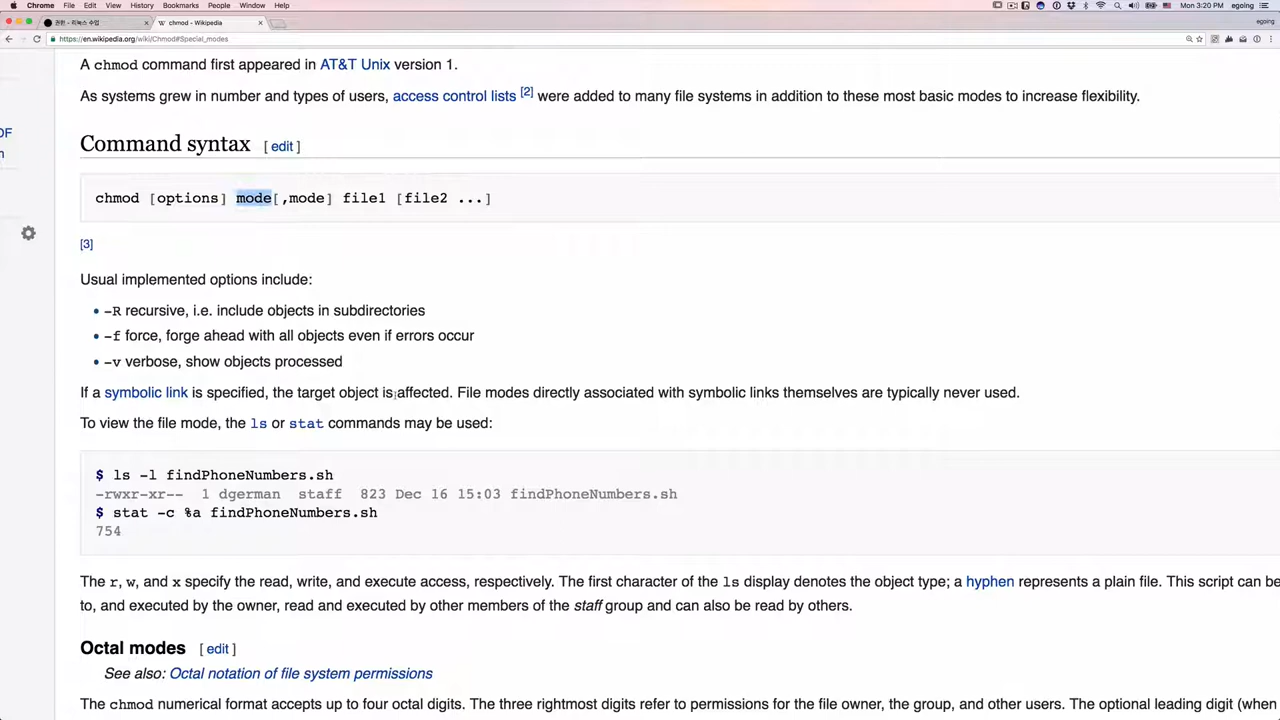 Chrome File Edit View History Bookmarks People Window Help Mon 3:20 PM egoing
권한 - 리눅스 수업 × W chmod - Wikipedia × egoing
https://en.wikipedia.org/wiki/Chmod#Special_modes
A chmod command first appeared in AT&T Unix version 1.
As systems grew in number and types of users, access control lists [2] were added to many file systems in addition to these most basic modes to increase flexibility.
DF
n
Command syntax [ edit ]
chmod [options] mode[,mode] file1 [file2 ...]
[3]
Usual implemented options include:
• -R recursive, i.e. include objects in subdirectories
• -f force, forge ahead with all objects even if errors occur
• -v verbose, show objects processed
If a symbolic link is specified, the target object is affected. File modes directly associated with symbolic links themselves are typically never used.
To view the file mode, the ls or stat commands may be used:
$ ls -l findPhoneNumbers.sh
-rwxr-xr-- 1 dgerman staff 823 Dec 16 15:03 findPhoneNumbers.sh
$ stat -c %a findPhoneNumbers.sh
754
The r, w, and x specify the read, write, and execute access, respectively. The first character of the ls display denotes the object type; a hyphen represents a plain file. This script can be
to, and executed by the owner, read and executed by other members of the staff group and can also be read by others.
Octal modes [ edit ]
See also: Octal notation of file system permissions
The chmod numerical format accepts up to four octal digits. The three rightmost digits refer to permissions for the file owner, the group, and other users. The optional leading digit (when